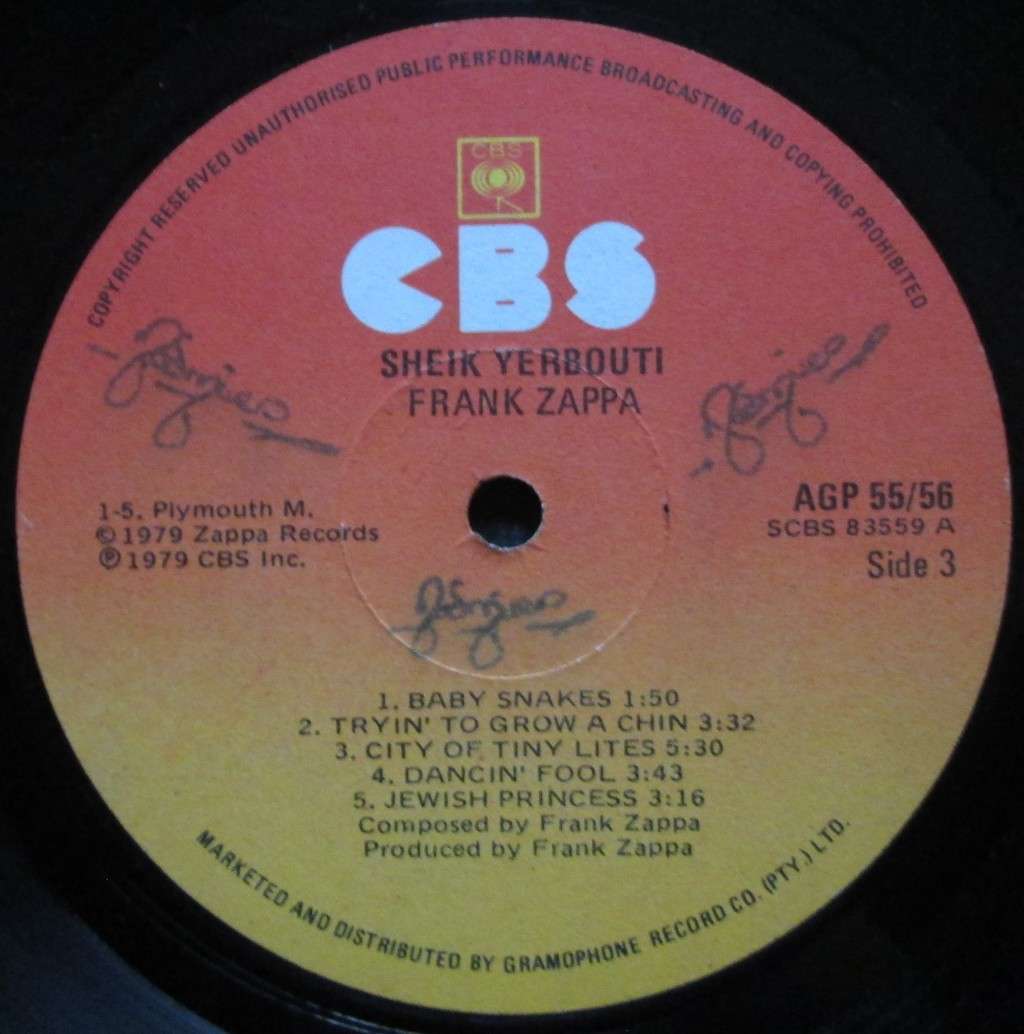 COPYRIGHT RESERVED UNAUTHORISED PUBLIC PERFORMANCE BROADCASTING AND COPYING PROHIBITED
CBS
CBS
SHEIK YERBOUTI
FRANK ZAPPA
1-5. Plymouth M.
© 1979 Zappa Records
℗ 1979 CBS Inc.
AGP 55/56
SCBS 83559 A
Side 3
1. BABY SNAKES 1:50
2. TRYIN' TO GROW A CHIN 3:32
3. CITY OF TINY LITES 5:30
4. DANCIN' FOOL 3:43
5. JEWISH PRINCESS 3:16
Composed by Frank Zappa
Produced by Frank Zappa
MARKETED AND DISTRIBUTED BY GRAMOPHONE RECORD CO. (PTY.) LTD.